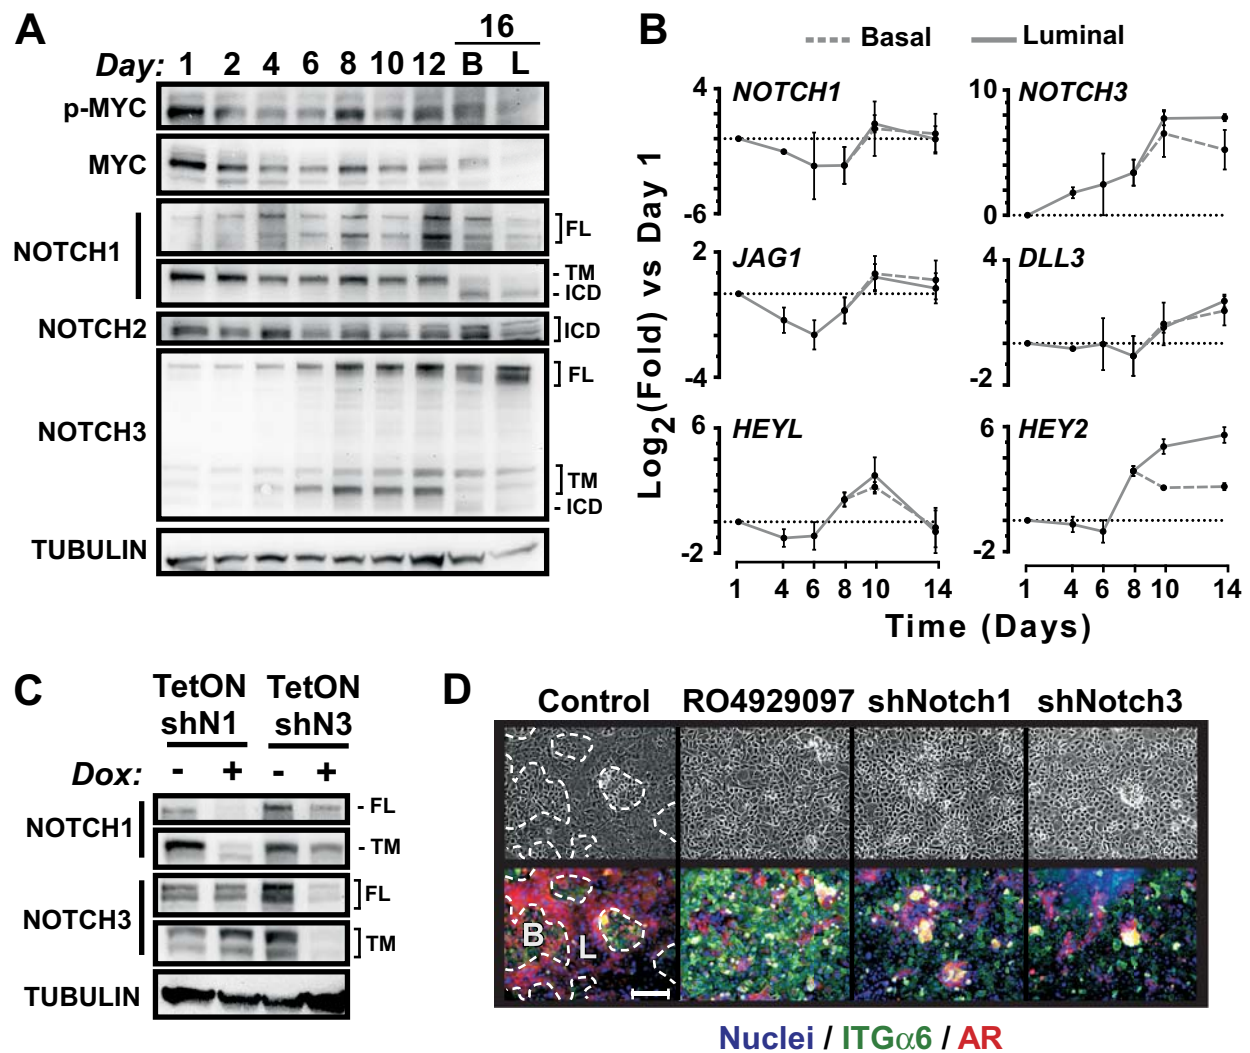 A
16
Day: 1 2 4 6 8 10 12 B L
p-MYC
MYC
NOTCH1
FL
- TM
- ICD
NOTCH2
ICD
NOTCH3
FL
TM
- ICD
TUBULIN
B
Basal Luminal
Log2(Fold) vs Day 1
4
NOTCH1
-6
10
NOTCH3
0
2
JAG1
-4
4
DLL3
-2
6
HEYL
-2
6
HEY2
-2
1 4 6 8 10 14
1 4 6 8 10 14
Time (Days)
C
TetON TetON
shN1 shN3
Dox: - + - +
NOTCH1
- FL
- TM
NOTCH3
FL
TM
TUBULIN
D
Control RO4929097 shNotch1 shNotch3
B
L
Nuclei / ITGα6 / AR